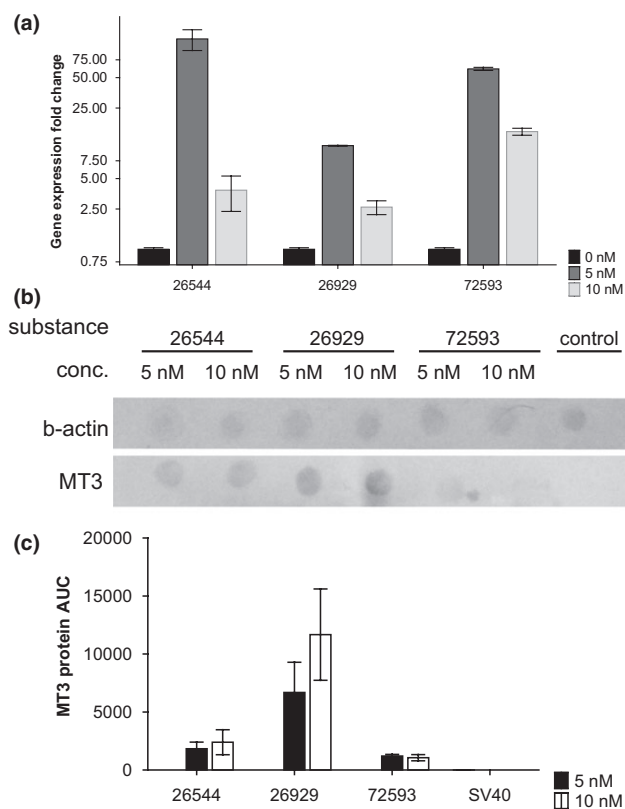 (a)
Gene expression fold change
75.00
50.00
25.00
7.50
5.00
2.50
0.75
26544 26929 72593
0 nM
5 nM
10 nM
(b)
substance 26544 26929 72593 control
conc. 5 nM 10 nM 5 nM 10 nM 5 nM 10 nM
b-actin
MT3
(c)
MT3 protein AUC
20000
15000
10000
5000
0
26544 26929 72593 SV40
5 nM
10 nM